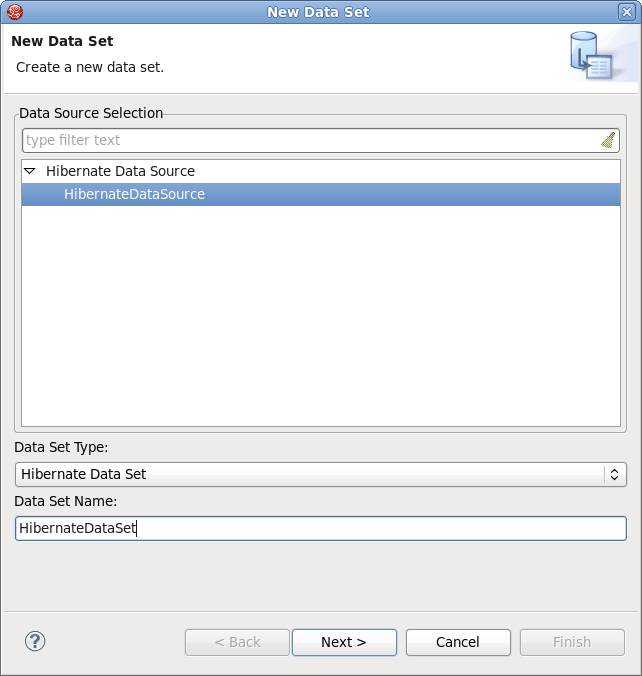 New Data Set
New Data Set
Create a new data set.
Data Source Selection
type filter text
Hibernate Data Source
HibernateDataSource
Data Set Type:
Hibernate Data Set
Data Set Name:
HibernateDataSet
?
< Back
Next >
Cancel
Finish